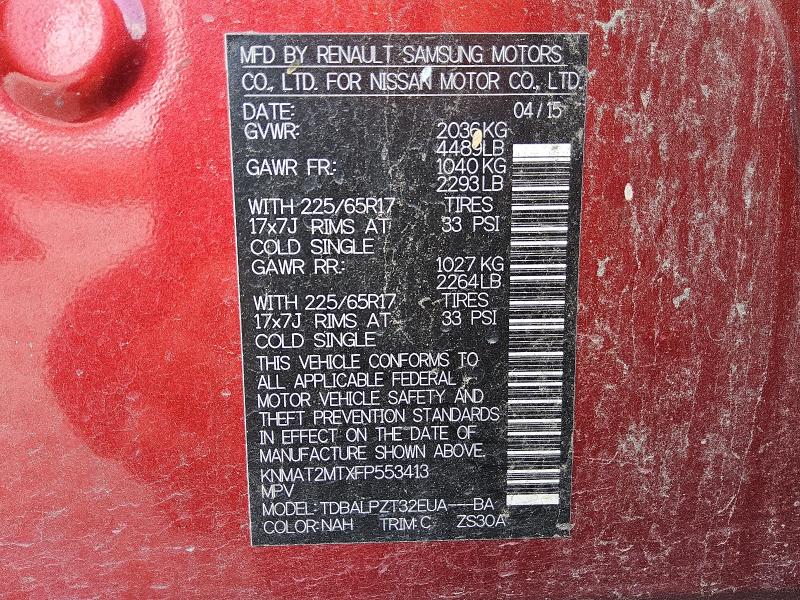 MFD BY RENAULT SAMSUNG MOTORS
CO., LTD. FOR NISSAN MOTOR CO., LTD.
DATE: 04/15
GVWR: 2036KG
4489LB
GAWR FR: 1040KG
2293LB
WITH 225/65R17 TIRES
17x7J RIMS AT 33 PSI
COLD SINGLE
GAWR RR: 1027KG
2264LB
WITH 225/65R17 TIRES
17x7J RIMS AT 33 PSI
COLD SINGLE
THIS VEHICLE CONFORMS TO
ALL APPLICABLE FEDERAL
MOTOR VEHICLE SAFETY AND
THEFT PREVENTION STANDARDS
IN EFFECT ON THE DATE OF
MANUFACTURE SHOWN ABOVE.
KNMAT2MTXFP553413
MPV
MODEL: TDBALPZT32EUA---BA
COLOR: NAH TRIM: C ZS30A